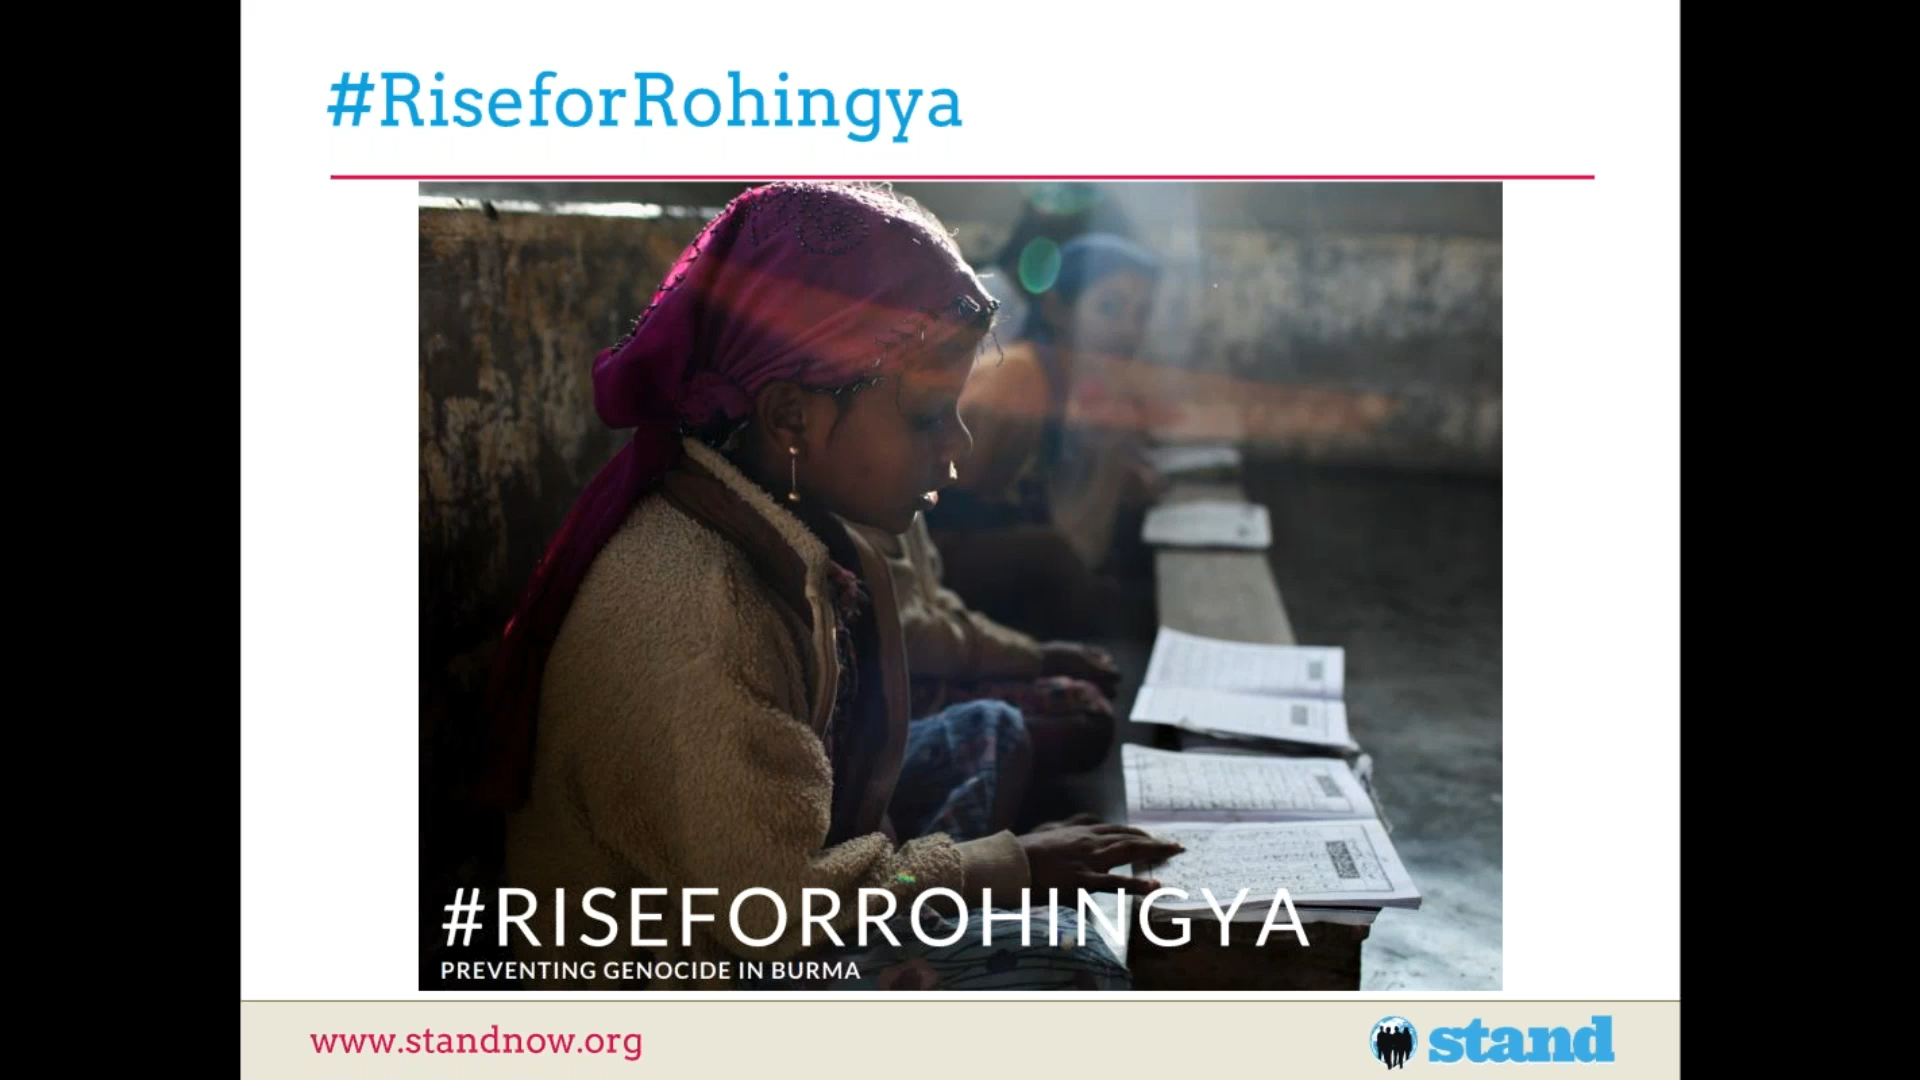 #RiseforRohingya
#RISEFORROHINGYA
PREVENTING GENOCIDE IN BURMA
www.standnow.org
stand